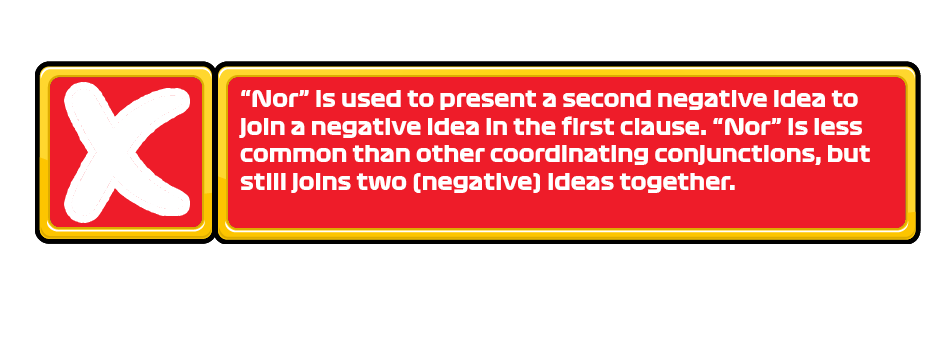 “Nor” is used to present a second negative idea to
join a negative idea in the first clause. “Nor” is less
common than other coordinating conjunctions, but
still joins two (negative) ideas together.